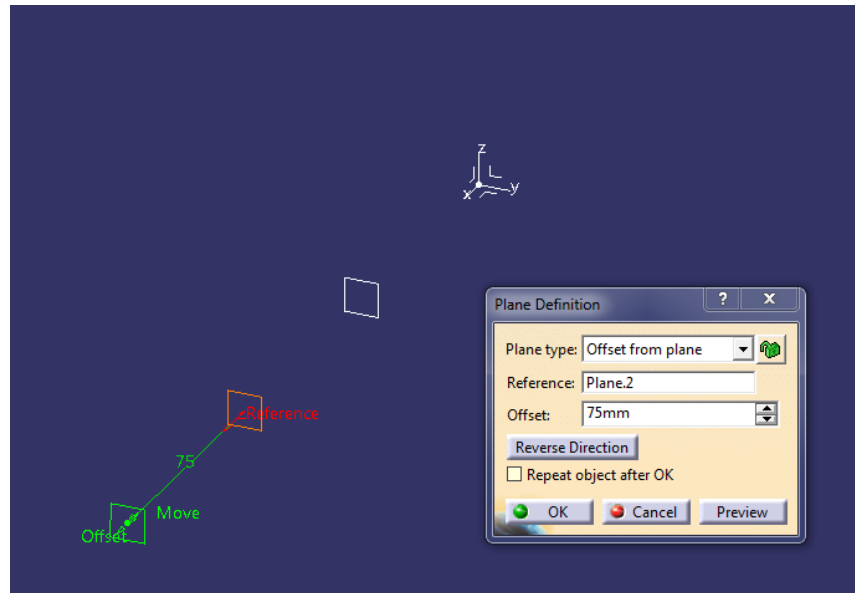 z
x
y
Reference
75
Move
Offset
Plane Definition
? X
Plane type: Offset from plane
Reference: Plane.2
Offset: 75mm
Reverse Direction
Repeat object after OK
OK Cancel Preview